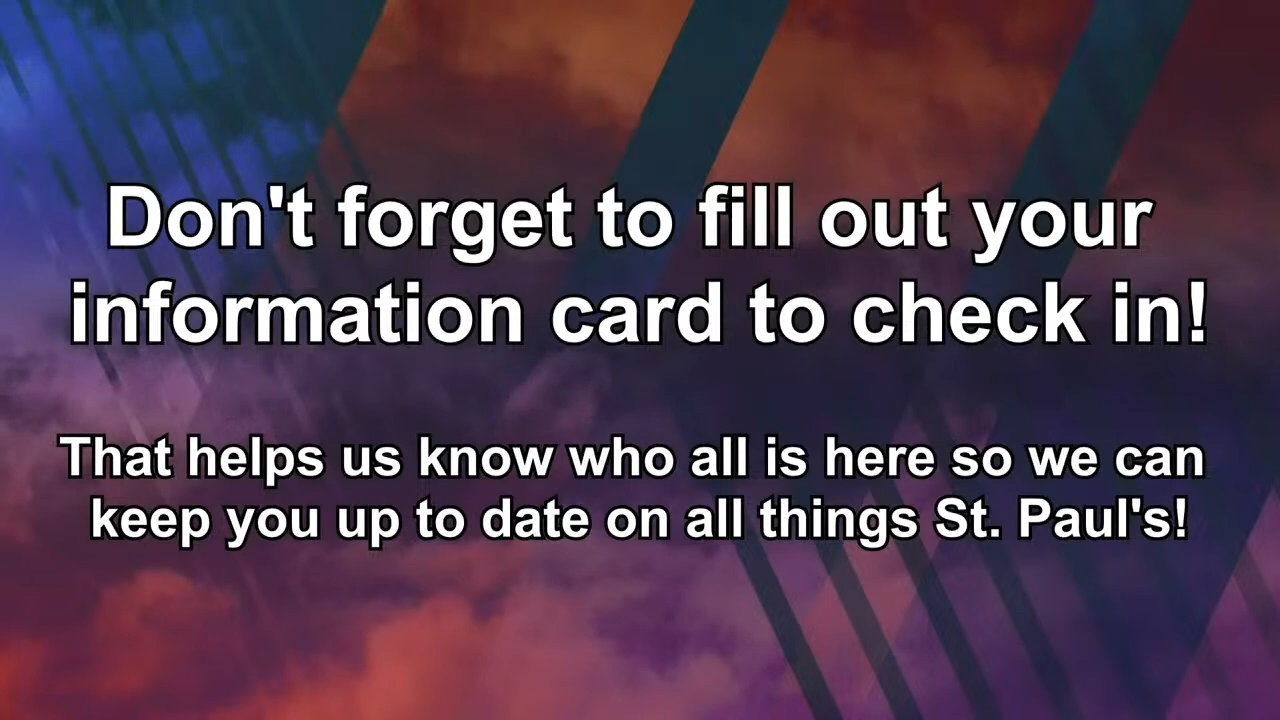 Don't forget to fill out your
information card to check in!
That helps us know who all is here so we can
keep you up to date on all things St. Paul's!